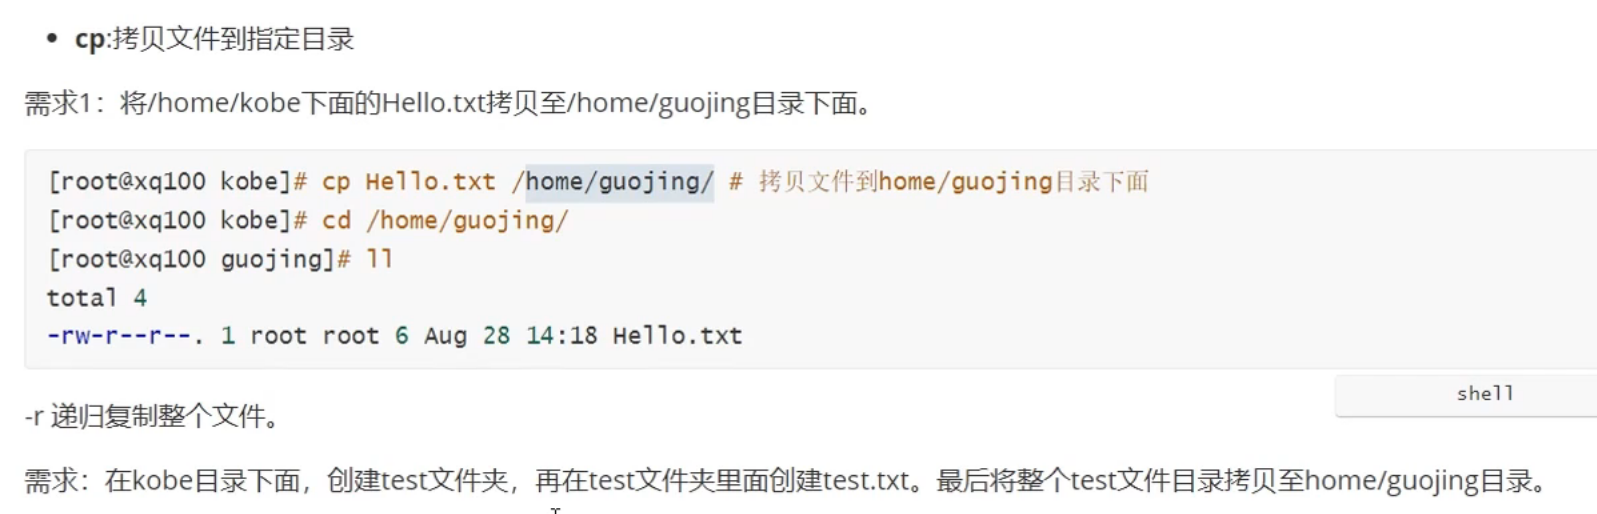 • cp:拷贝文件到指定目录
需求1：将/home/kobe下面的Hello.txt拷贝至/home/guojing目录下面。
[root@xq100 kobe]# cp Hello.txt /home/guojing/ # 拷贝文件到home/guojing目录下面
[root@xq100 kobe]# cd /home/guojing/
[root@xq100 guojing]# ll
total 4
-rw-r--r--. 1 root root 6 Aug 28 14:18 Hello.txt
shell
-r 递归复制整个文件。
需求：在kobe目录下面，创建test文件夹，再在test文件夹里面创建test.txt。最后将整个test文件目录拷贝至home/guojing目录。